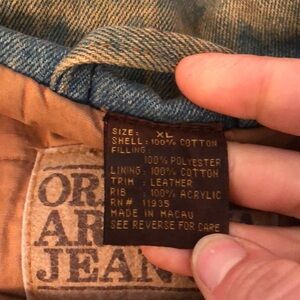 SIZE: XL
SHELL: 100% COTTON
FILLING:
100% POLYESTER
LINING: 100% COTTON
TRIM : LEATHER
RIB : 100% ACRYLIC
RN# 11935
MADE IN MACAU
SEE REVERSE FOR CARE
OR
AR
JEAN